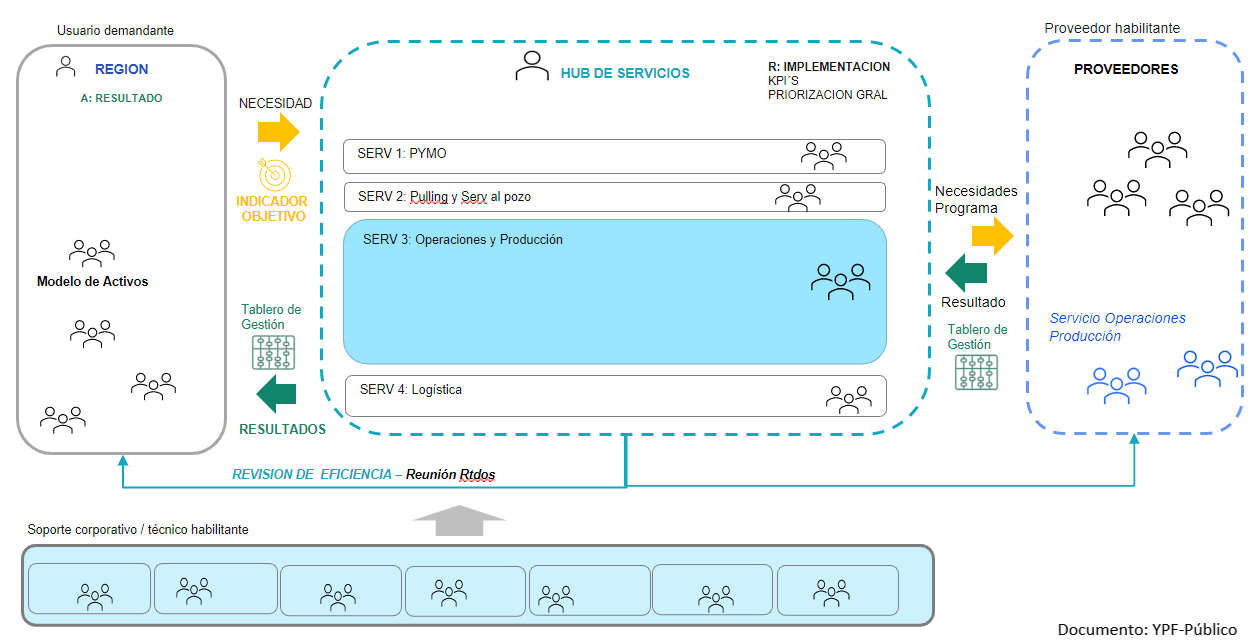 Usuario demandante
REGION
A: RESULTADO
Modelo de Activos
NECESIDAD
INDICADOR
OBJETIVO
Tablero de
Gestión
RESULTADOS
HUB DE SERVICIOS
R: IMPLEMENTACION
KPI´S
PRIORIZACION GRAL
SERV 1: PYMO
SERV 2: Pulling y Serv al pozo
SERV 3: Operaciones y Producción
SERV 4: Logística
Necesidades
Programa
Resultado
Tablero de
Gestión
Proveedor habilitante
PROVEEDORES
Servicio Operaciones
Producción
REVISION DE EFICIENCIA – Reunión Rtdos
Soporte corporativo / técnico habilitante
Documento: YPF-Público